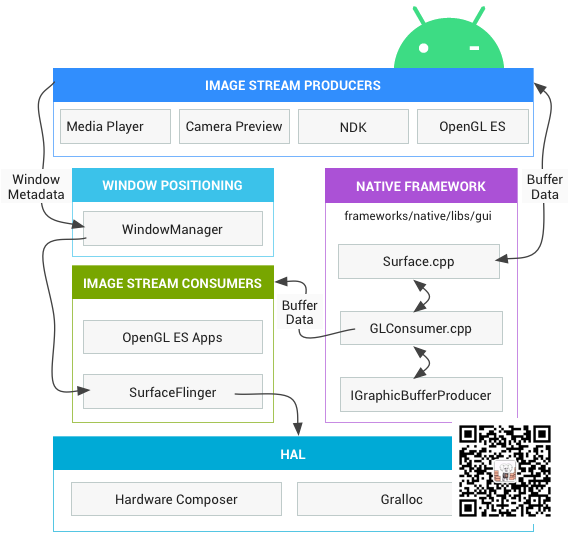 IMAGE STREAM PRODUCERS
Media Player
Camera Preview
NDK
OpenGL ES
Window
Metadata
Buffer
Data
WINDOW POSITIONING
WindowManager
NATIVE FRAMEWORK
frameworks/native/libs/gui
Surface.cpp
IMAGE STREAM CONSUMERS
Buffer
Data
OpenGL ES Apps
GLConsumer.cpp
SurfaceFlinger
IGraphicBufferProducer
HAL
Hardware Composer
Gralloc